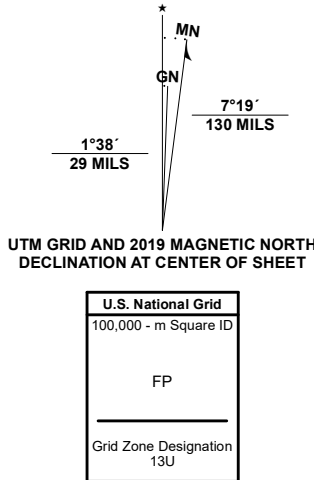 ★
MN
GN
7°19´
130 MILS
1°38´
29 MILS
UTM GRID AND 2019 MAGNETIC NORTH
DECLINATION AT CENTER OF SHEET
U.S. National Grid
100,000 - m Square ID
FP
Grid Zone Designation
13U